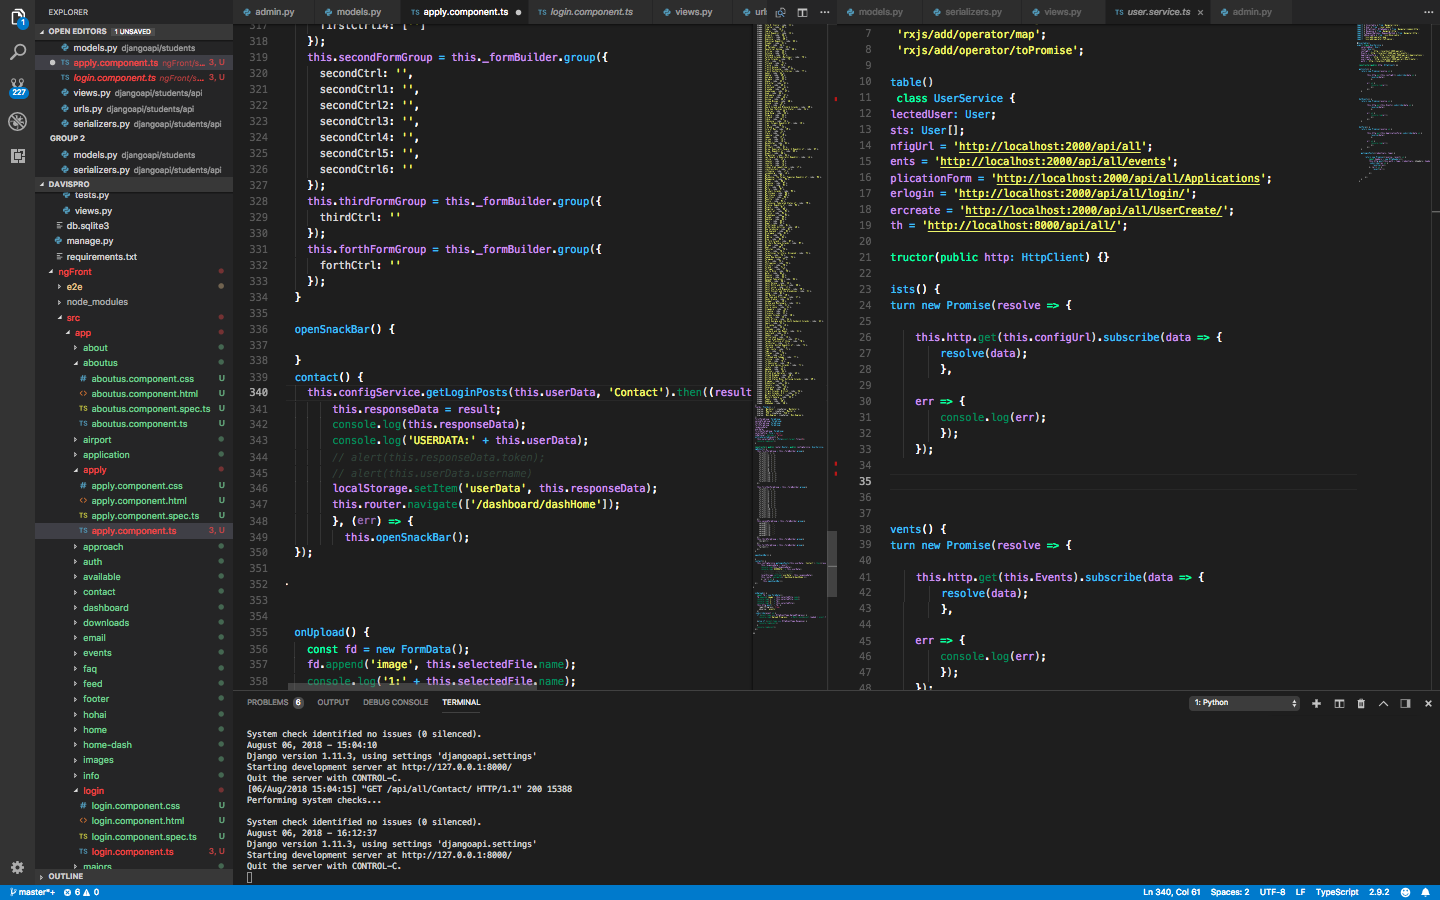 EXPLORER
OPEN EDITORS 1 UNSAVED
models.py djangoapi/students
apply.component.ts ngFront/s... 3, U
login.component.ts ngFront/s... 3, U
views.py djangoapi/students/api
urls.py djangoapi/students/api
serializers.py djangoapi/students/api
GROUP 2
models.py djangoapi/students
serializers.py djangoapi/students/api
DAVISPRO
tests.py
views.py
db.sqlite3
manage.py
requirements.txt
ngFront
e2e
node_modules
src
app
about
aboutus
# aboutus.component.css U
<> aboutus.component.html U
TS aboutus.component.spec.ts U
TS aboutus.component.ts U
airport
application
apply
# apply.component.css U
<> apply.component.html U
TS apply.component.spec.ts U
TS apply.component.ts 3, U
approach
auth
available
contact
dashboard
downloads
email
events
faq
feed
footer
hohai
home
home-dash
images
info
login
# login.component.css U
<> login.component.html U
TS login.component.spec.ts U
TS login.component.ts 3, U
majors
OUTLINE
1
227
admin.py models.py TS apply.component.ts TS login.component.ts views.py urls
317 firstCtrl4: ['']
318 });
319 this.secondFormGroup = this._formBuilder.group({
320 secondCtrl: '',
321 secondCtrl1: '',
322 secondCtrl2: '',
323 secondCtrl3: '',
324 secondCtrl4: '',
325 secondCtrl5: '',
326 secondCtrl6: ''
327 });
328 this.thirdFormGroup = this._formBuilder.group({
329 thirdCtrl: ''
330 });
331 this.forthFormGroup = this._formBuilder.group({
332 forthCtrl: ''
333 });
334 }
335
336 openSnackBar() {
337
338 }
339 contact() {
340 this.configService.getLoginPosts(this.userData, 'Contact').then((result
341 this.responseData = result;
342 console.log(this.responseData);
343 console.log('USERDATA:' + this.userData);
344 // alert(this.responseData.token);
345 // alert(this.userData.username)
346 localStorage.setItem('userData', this.responseData);
347 this.router.navigate(['/dashboard/dashHome']);
348 }, (err) => {
349 this.openSnackBar();
350 });
351
352
353
354
355 onUpload() {
356 const fd = new FormData();
357 fd.append('image', this.selectedFile.name);
358 console.log('1:' + this.selectedFile.name);
models.py serializers.py views.py TS user.service.ts admin.py
7 'rxjs/add/operator/map';
8 'rxjs/add/operator/toPromise';
9
10 table()
11 class UserService {
12 lectedUser: User;
13 sts: User[];
14 nfigUrl = 'http://localhost:2000/api/all';
15 ents = 'http://localhost:2000/api/all/events';
16 plicationForm = 'http://localhost:2000/api/all/Applications';
17 erlogin = 'http://localhost:2000/api/all/login/';
18 ercreate = 'http://localhost:2000/api/all/UserCreate/';
19 th = 'http://localhost:8000/api/all/';
20
21 tructor(public http: HttpClient) {}
22
23 ists() {
24 turn new Promise(resolve => {
25
26 this.http.get(this.configUrl).subscribe(data => {
27 resolve(data);
28 },
29
30 err => {
31 console.log(err);
32 });
33 });
34
35
36
37
38 vents() {
39 turn new Promise(resolve => {
40
41 this.http.get(this.Events).subscribe(data => {
42 resolve(data);
43 },
44
45 err => {
46 console.log(err);
47 });
48 });
PROBLEMS 6 OUTPUT DEBUG CONSOLE TERMINAL 1: Python
System check identified no issues (0 silenced).
August 06, 2018 - 15:04:10
Django version 1.11.3, using settings 'djangoapi.settings'
Starting development server at http://127.0.0.1:8000/
Quit the server with CONTROL-C.
[06/Aug/2018 15:04:15] "GET /api/all/Contact/ HTTP/1.1" 200 15388
Performing system checks...
System check identified no issues (0 silenced).
August 06, 2018 - 16:12:37
Django version 1.11.3, using settings 'djangoapi.settings'
Starting development server at http://127.0.0.1:8000/
Quit the server with CONTROL-C.
master*+ 6 0 Ln 340, Col 61 Spaces: 2 UTF-8 LF TypeScript 2.9.2